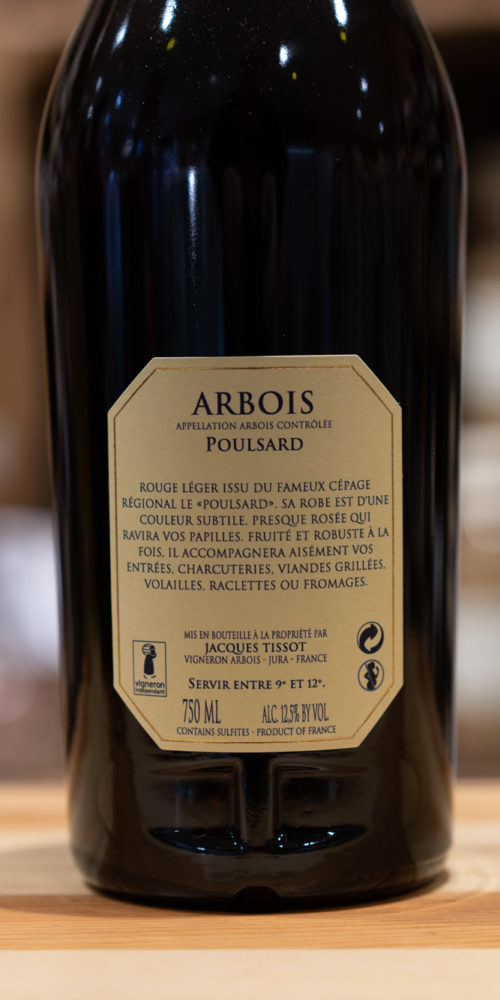 ARBOIS
APPELLATION ARBOIS CONTRÔLÉE
POULSARD
ROUGE LÉGER ISSU DU FAMEUX CÉPAGE
RÉGIONAL LE «POULSARD». SA ROBE EST D'UNE
COULEUR SUBTILE, PRESQUE ROSÉE QUI
RAVIRA VOS PAPILLES. FRUITÉ ET ROBUSTE À LA
FOIS, IL ACCOMPAGNERA AISÉMENT VOS
ENTRÉES, CHARCUTERIES, VIANDES GRILLÉES,
VOLAILLES, RACLETTES OU FROMAGES.
MIS EN BOUTEILLE À LA PROPRIÉTÉ PAR
JACQUES TISSOT
VIGNERON ARBOIS - JURA - FRANCE
vigneron
indépendant
SERVIR ENTRE 9° ET 12°.
750 ML ALC. 12,5% BY VOL.
CONTAINS SULFITES - PRODUCT OF FRANCE